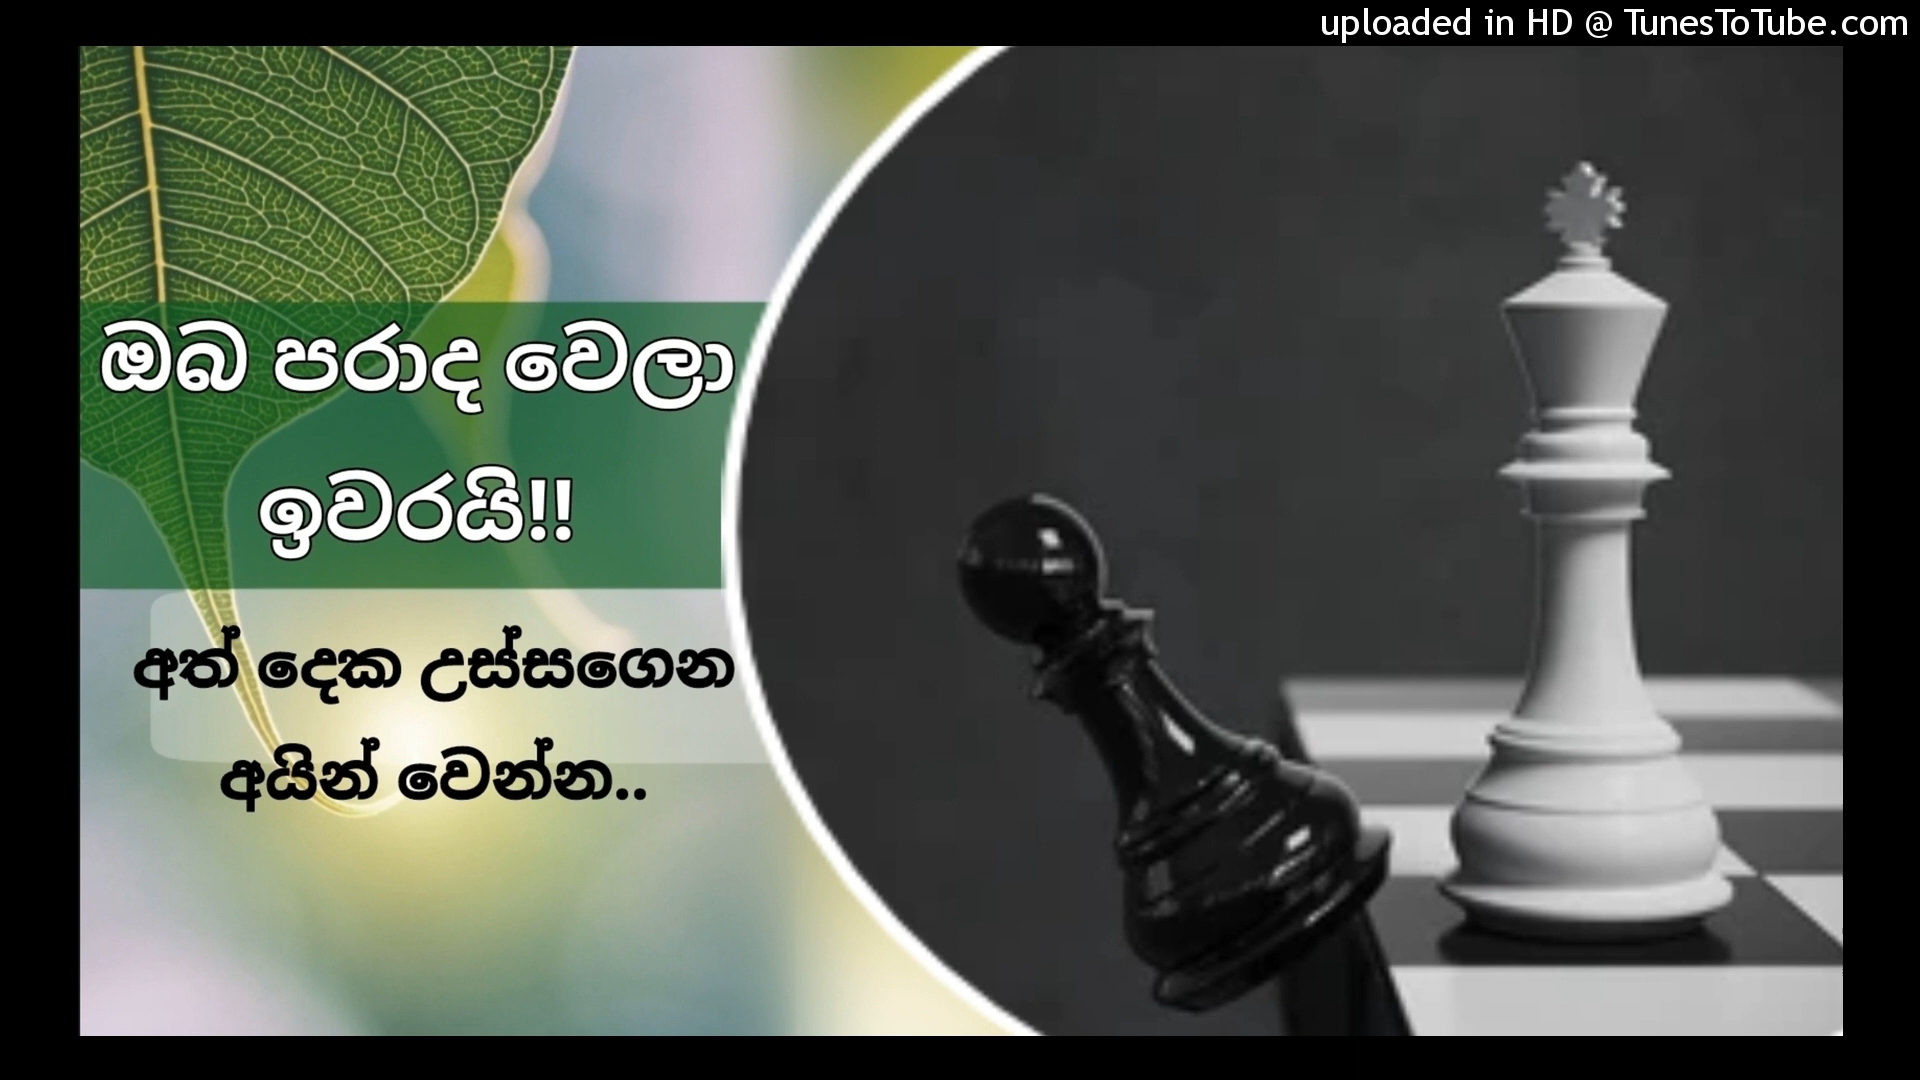 uploaded in HD @ TunesToTube.com
ඔබ පරාද වෙලා
ඉවරයි!!
අත් දෙක උස්සගෙන
අයින් වෙන්න..